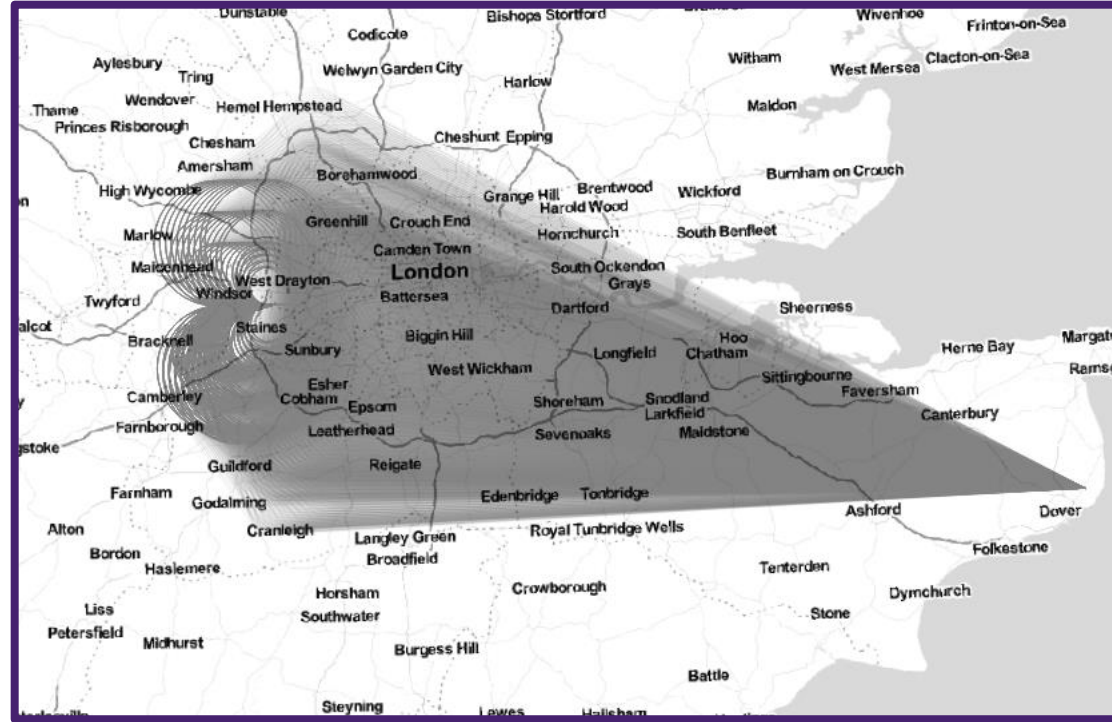 Dunstable
Bishops Stortford
Wivenhoe
Frinton-on-Sea
Codicote
Clacton-on-Sea
Aylesbury
Tring
Welwyn Garden City
Harlow
Witham
West Mersea
Thame
Wendover
Hemel Hempstead
Maldon
Princes Risborough
Chesham
Cheshunt
Epping
Amersham
Borehamwood
High Wycombe
Grange Hill
Brentwood
Wickford
Burnham on Crouch
Harold Wood
Marlow
Greenhill
Crouch End
Hornchurch
South Benfleet
Camden Town
Maidenhead
London
South Ockendon
West Drayton
Grays
Twyford
Windsor
Battersea
Dartford
Sheerness
Staines
Biggin Hill
Hoo
Bracknell
Sunbury
Longfield
Chatham
Herne Bay
West Wickham
Sittingbourne
Esher
Faversham
Camberley
Cobham
Epsom
Shoreham
Snodland
Larkfield
Canterbury
Farnborough
Leatherhead
Sevenoaks
Maidstone
Guildford
Reigate
Farnham
Godalming
Edenbridge
Tonbridge
Ashford
Dover
Alton
Cranleigh
Langley Green
Royal Tunbridge Wells
Bordon
Broadfield
Folkestone
Haslemere
Tenterden
Crowborough
Horsham
Dymchurch
Liss
Southwater
Stone
Petersfield
Midhurst
Burgess Hill
Battle
Steyning